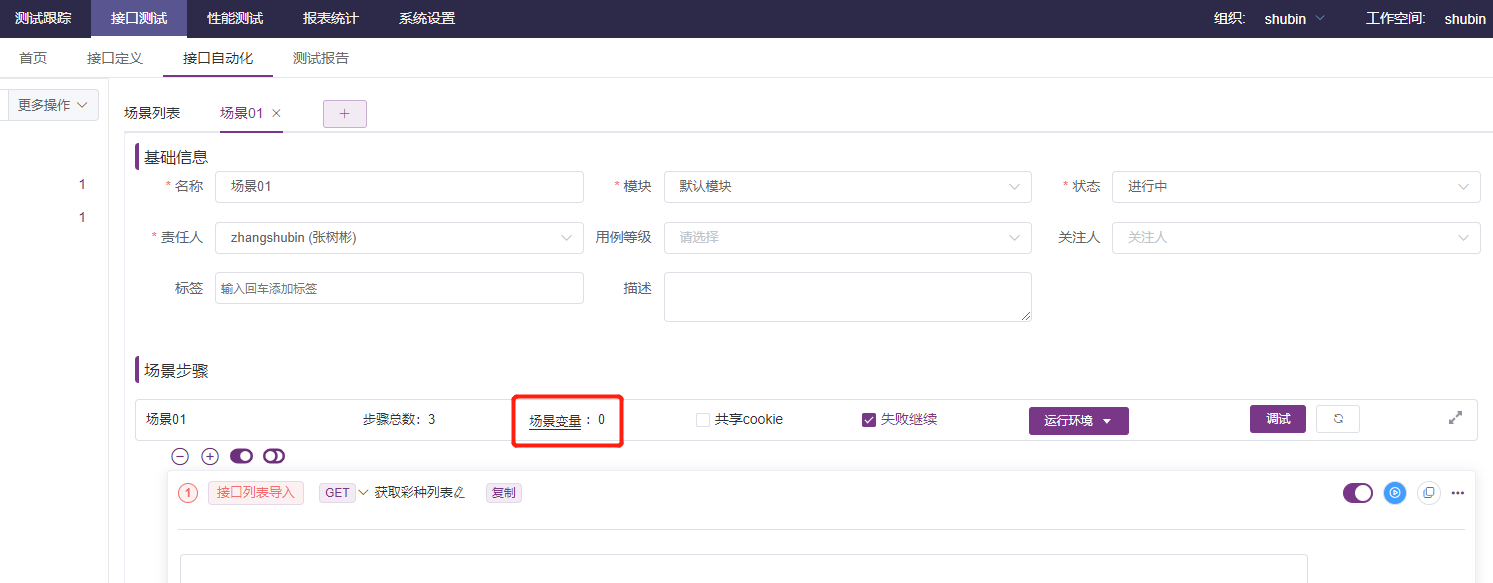 测试跟踪 接口测试 性能测试 报表统计 系统设置 组织: shubin 工作空间: shubin
首页 接口定义 接口自动化 测试报告
更多操作
场景列表 场景01 × +
1
1
基础信息
* 名称 场景01 * 模块 默认模块 * 状态 进行中
* 责任人 zhangshubin (张树彬) 用例等级 请选择 关注人 关注人
标签 输入回车添加标签 描述
场景步骤
场景01 步骤总数: 3 场景变量 : 0 共享cookie 失败继续 运行环境 调试
1 接口列表导入 GET 获取彩种列表 复制